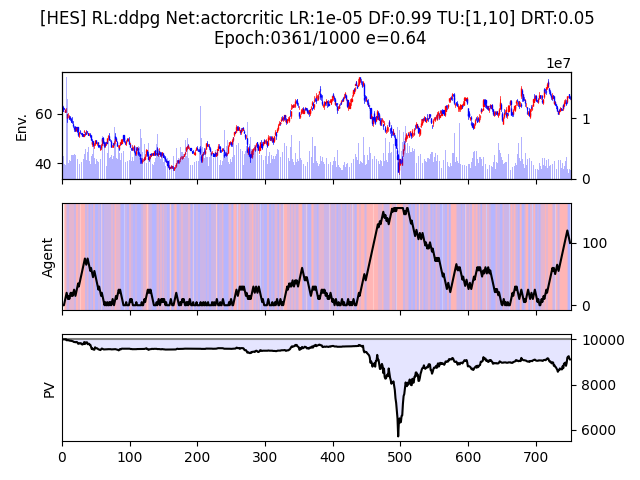 [HES] RL:ddpg Net:actorcritic LR:1e-05 DF:0.99 TU:[1,10] DRT:0.05
Epoch:0361/1000 e=0.64
1e7
Env.
60
40
1
0
Agent
100
0
PV
10000
8000
6000
0 100 200 300 400 500 600 700